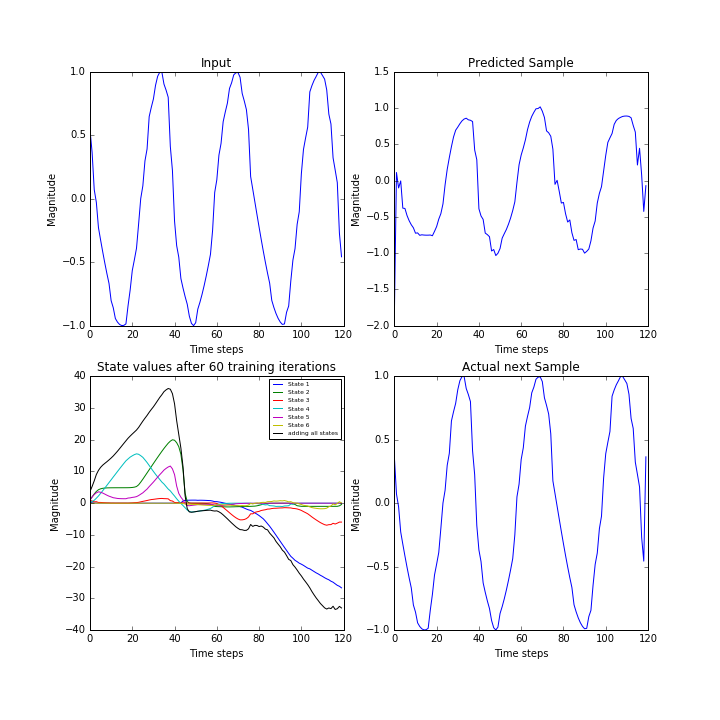 Input
Magnitude
1.0
0.5
0.0
−0.5
−1.0
0 20 40 60 80 100 120
Time steps
Predicted Sample
Magnitude
1.5
1.0
0.5
0.0
−0.5
−1.0
−1.5
−2.0
0 20 40 60 80 100 120
Time steps
State values after 60 training iterations
Magnitude
40
30
20
10
0
−10
−20
−30
−40
0 20 40 60 80 100 120
Time steps
State 1
State 2
State 3
State 4
State 5
State 6
adding all states
Actual next Sample
Magnitude
1.0
0.5
0.0
−0.5
−1.0
0 20 40 60 80 100 120
Time steps